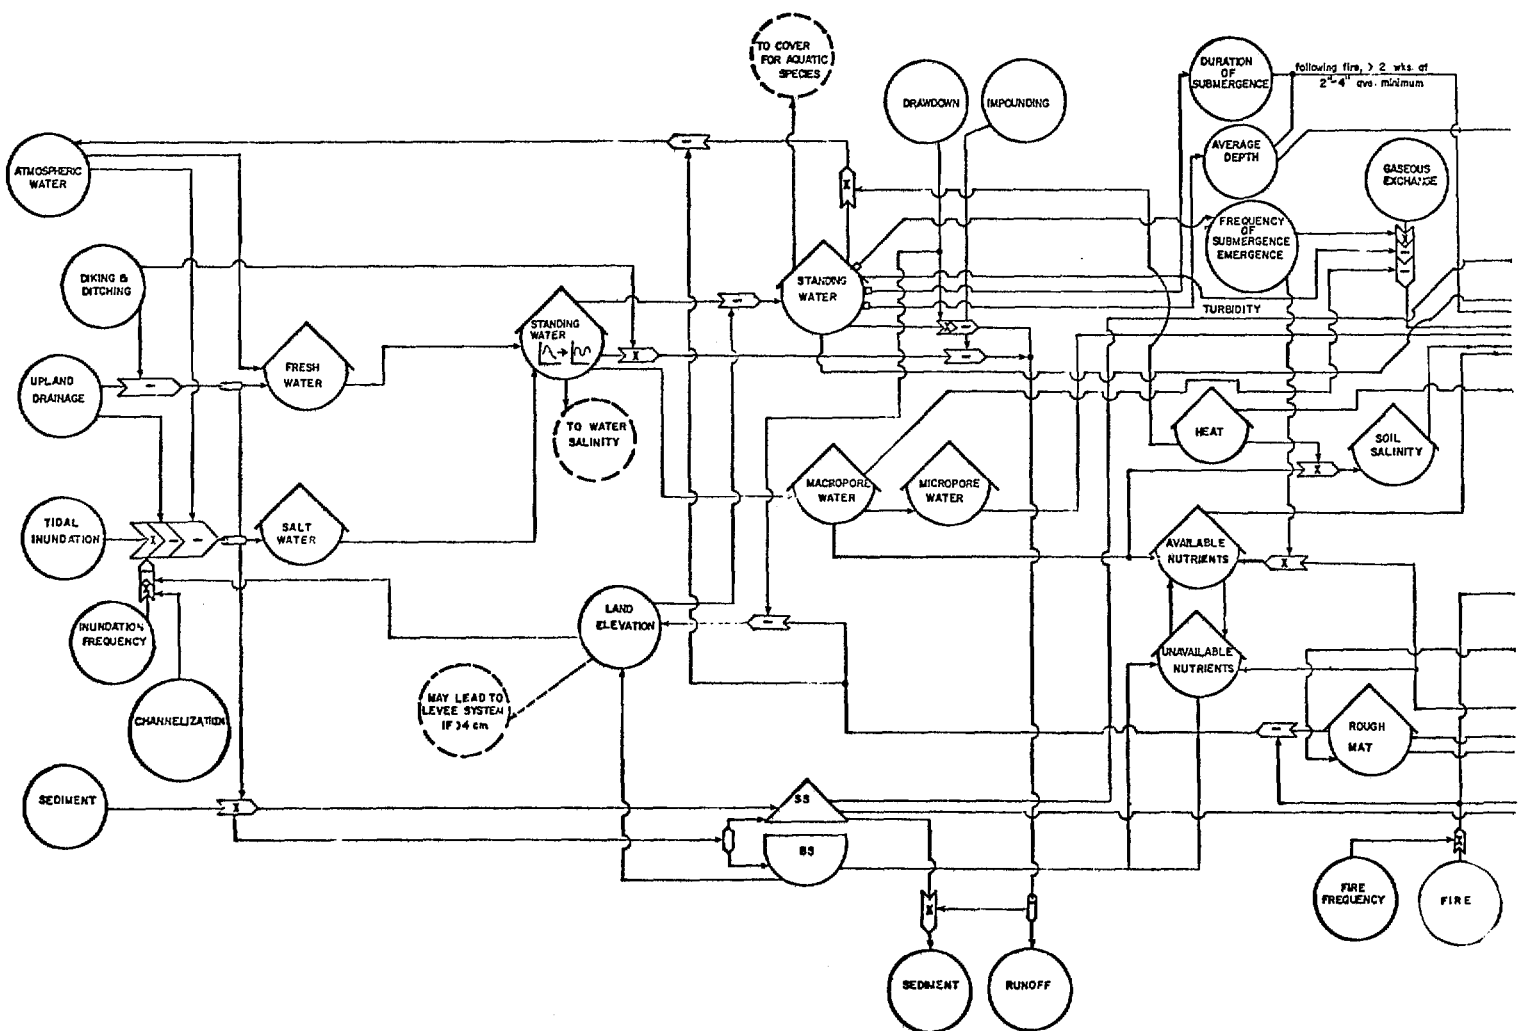 TO COVER
FOR AQUATIC
SPECIES
DRAWDOWN
IMPOUNDING
DURATION
OF
SUBMERGENCE
following fire, > 2 wks. at
2"-4" ave. minimum
AVERAGE
DEPTH
GASEOUS
EXCHANGE
ATMOSPHERIC
WATER
FREQUENCY
OF
SUBMERGENCE
EMERGENCE
DIKING &
DITCHING
STANDING
WATER
STANDING
WATER
TURBIDITY
UPLAND
DRAINAGE
FRESH
WATER
TO WATER
SALINITY
HEAT
SOIL
SALINITY
MACROPORE
WATER
MICROPORE
WATER
TIDAL
INUNDATION
SALT
WATER
AVAILABLE
NUTRIENTS
INUNDATION
FREQUENCY
LAND
ELEVATION
UNAVAILABLE
NUTRIENTS
MAY LEAD TO
LEVEE SYSTEM
IF >4 cm
CHANNELIZATION
ROUGH
MAT
SEDIMENT
SS
BS
FIRE
FREQUENCY
FIRE
SEDIMENT
RUNOFF